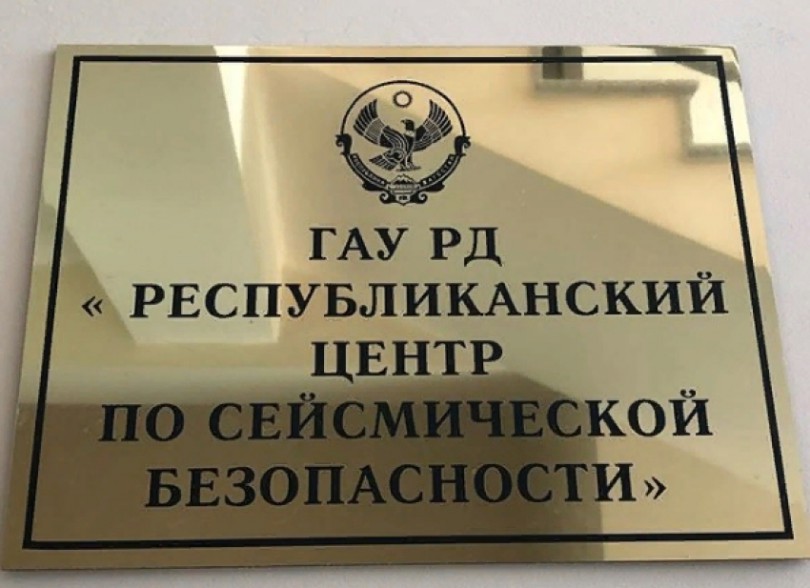 ГАУ РД
« РЕСПУБЛИКАНСКИЙ
ЦЕНТР
ПО СЕЙСМИЧЕСКОЙ
БЕЗОПАСНОСТИ»